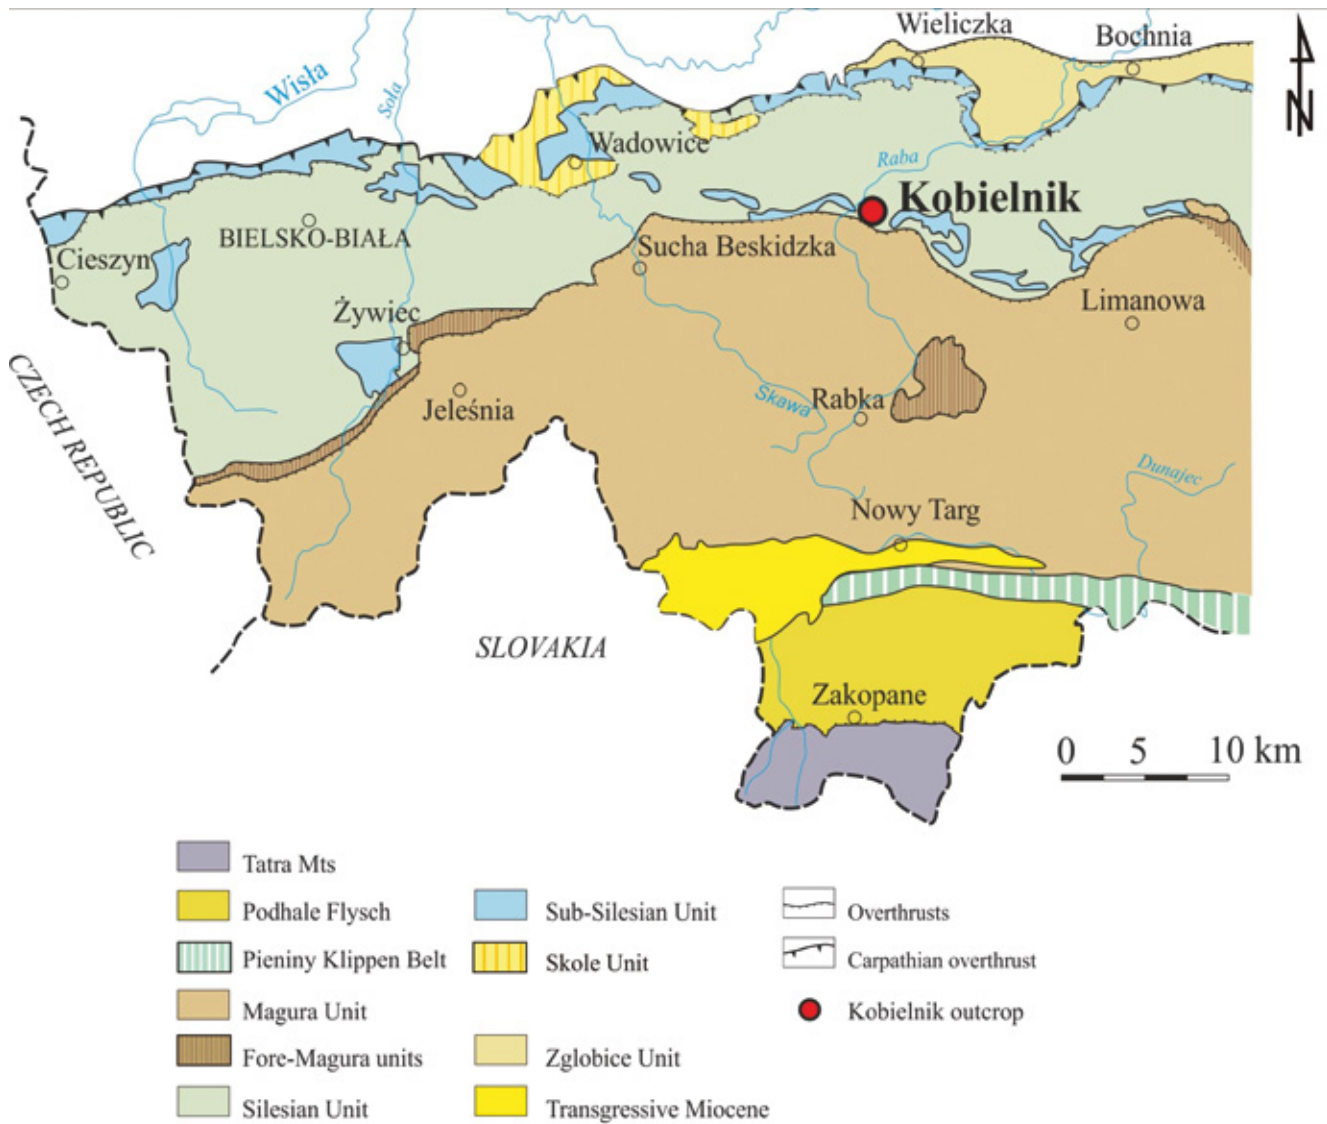 Wieliczka
Bochnia
Wisła
Soła
N
Wadowice
Raba
Kobielnik
BIELSKO-BIAŁA
Sucha Beskidzka
Cieszyn
Limanowa
Żywiec
CZECH REPUBLIC
Jeleśnia
Skawa
Rabka
Dunajec
Nowy Targ
SLOVAKIA
Zakopane
0 5 10 km
Tatra Mts
Podhale Flysch
Sub-Silesian Unit
Overthrusts
Pieniny Klippen Belt
Skole Unit
Carpathian overthrust
Magura Unit
Kobielnik outcrop
Fore-Magura units
Zglobice Unit
Silesian Unit
Transgressive Miocene